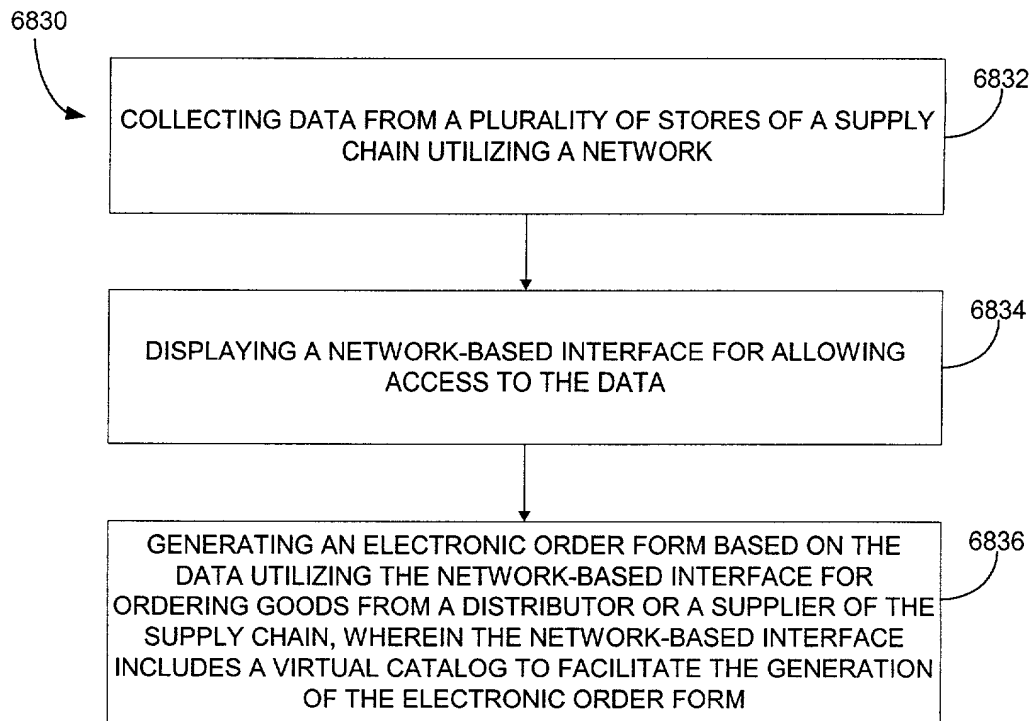 6830
6832
COLLECTING DATA FROM A PLURALITY OF STORES OF A SUPPLY
CHAIN UTILIZING A NETWORK
6834
DISPLAYING A NETWORK-BASED INTERFACE FOR ALLOWING
ACCESS TO THE DATA
6836
GENERATING AN ELECTRONIC ORDER FORM BASED ON THE
DATA UTILIZING THE NETWORK-BASED INTERFACE FOR
ORDERING GOODS FROM A DISTRIBUTOR OR A SUPPLIER OF THE
SUPPLY CHAIN, WHEREIN THE NETWORK-BASED INTERFACE
INCLUDES A VIRTUAL CATALOG TO FACILITATE THE GENERATION
OF THE ELECTRONIC ORDER FORM